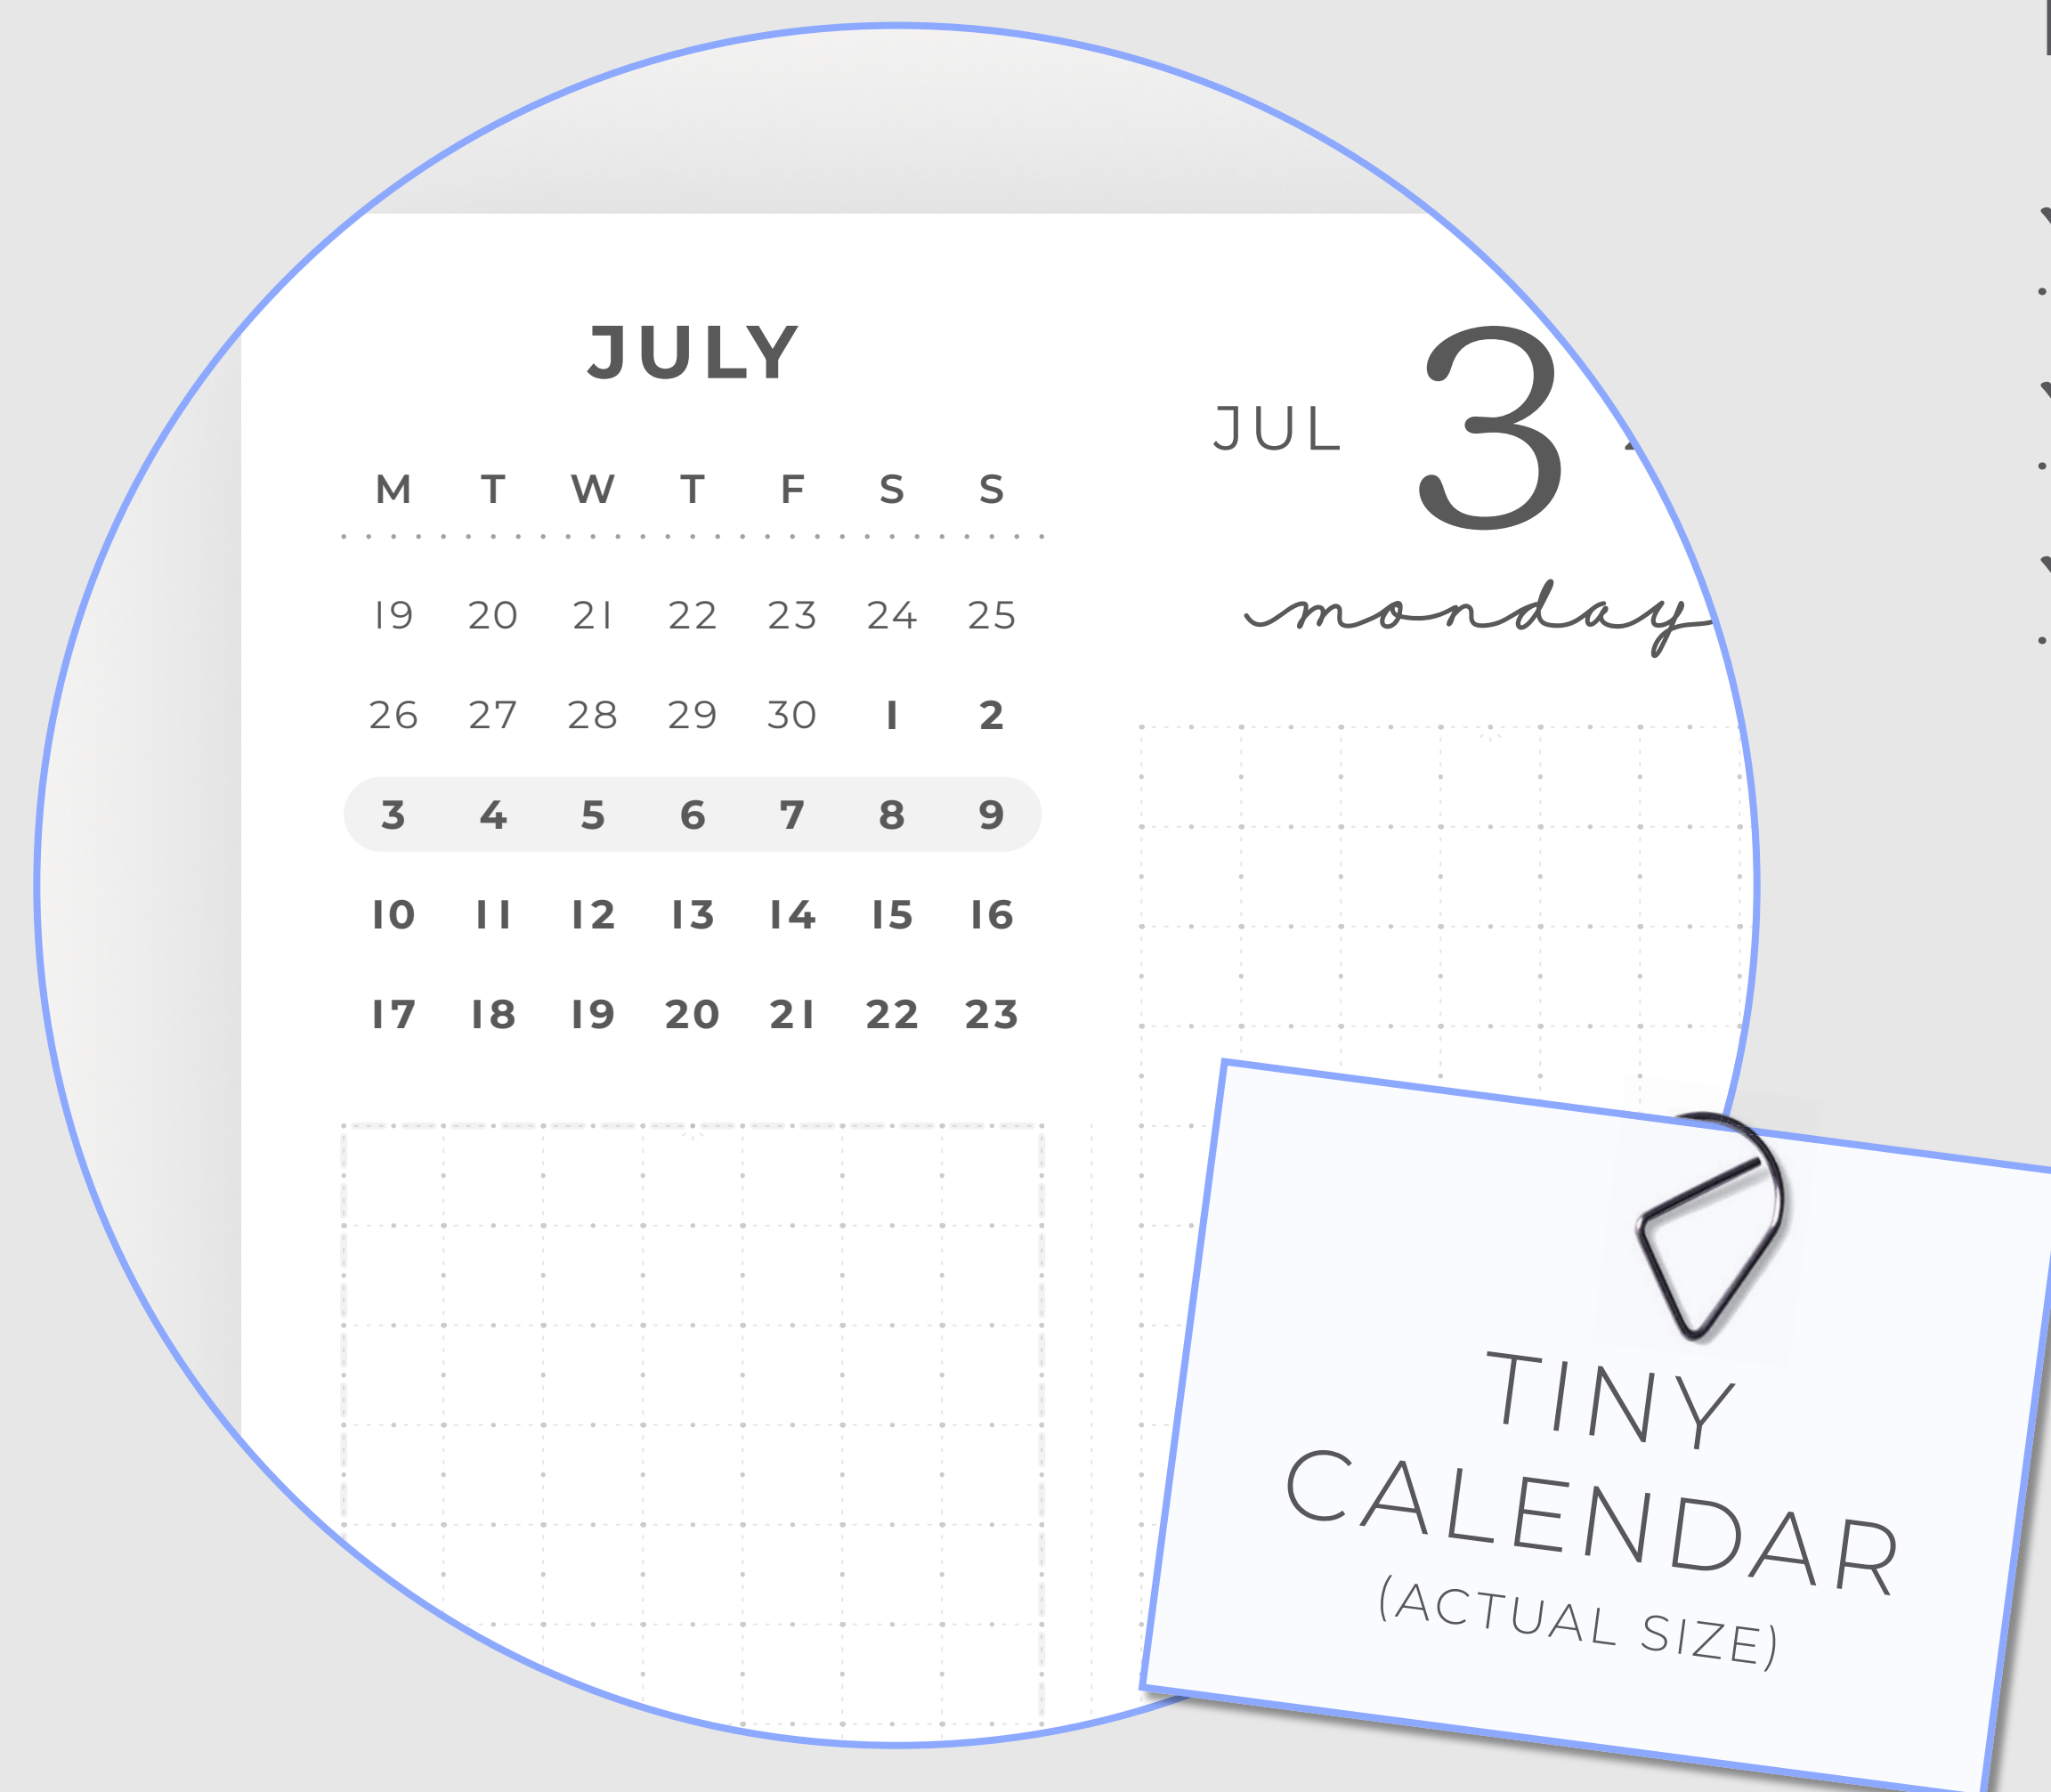 JULY
M T W T F S S
19 20 21 22 23 24 25
26 27 28 29 30 1 2
3 4 5 6 7 8 9
10 11 12 13 14 15 16
17 18 19 20 21 22 23
JUL 3
monday
TINY
CALENDAR
(ACTUAL SIZE)